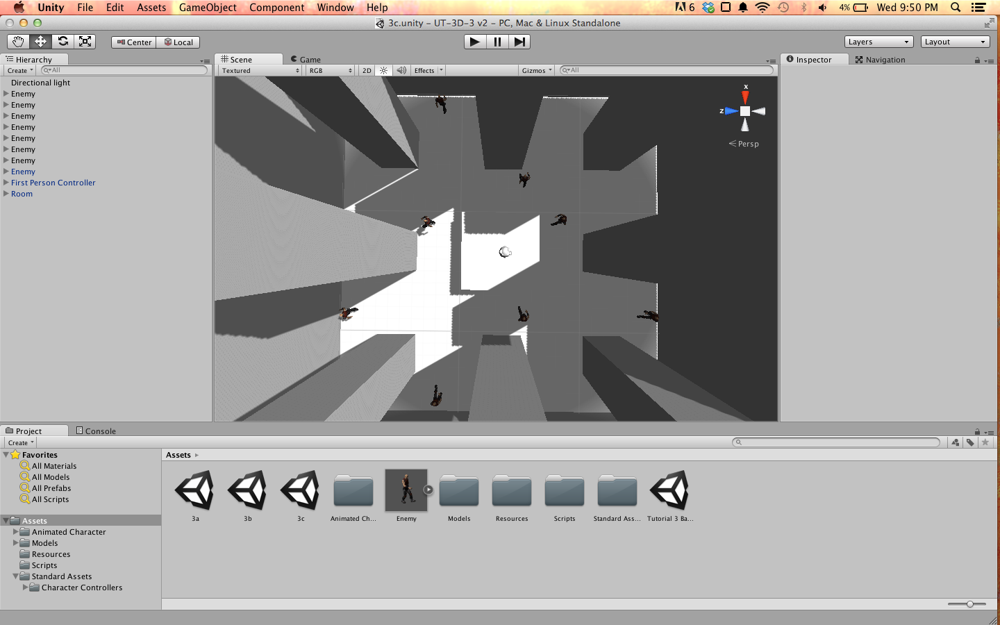 Unity File Edit Assets GameObject Component Window Help 6 4% Wed 9:50 PM
3c.unity – UT-3D-3 v2 – PC, Mac & Linux Standalone
Center Local Layers Layout
Hierarchy Scene Game Inspector Navigation
Create All Textured RGB 2D Effects Gizmos All
Directional light
Enemy
Enemy
Enemy
Enemy
Enemy
Enemy
Enemy
Enemy
First Person Controller
Room
x
z
Persp
Project Console
Create
Favorites
All Materials
All Models
All Prefabs
All Scripts
Assets
Animated Character
Models
Resources
Scripts
Standard Assets
Character Controllers
Assets
3a 3b 3c Animated Ch... Enemy Models Resources Scripts Standard Ass... Tutorial 3 Ba...